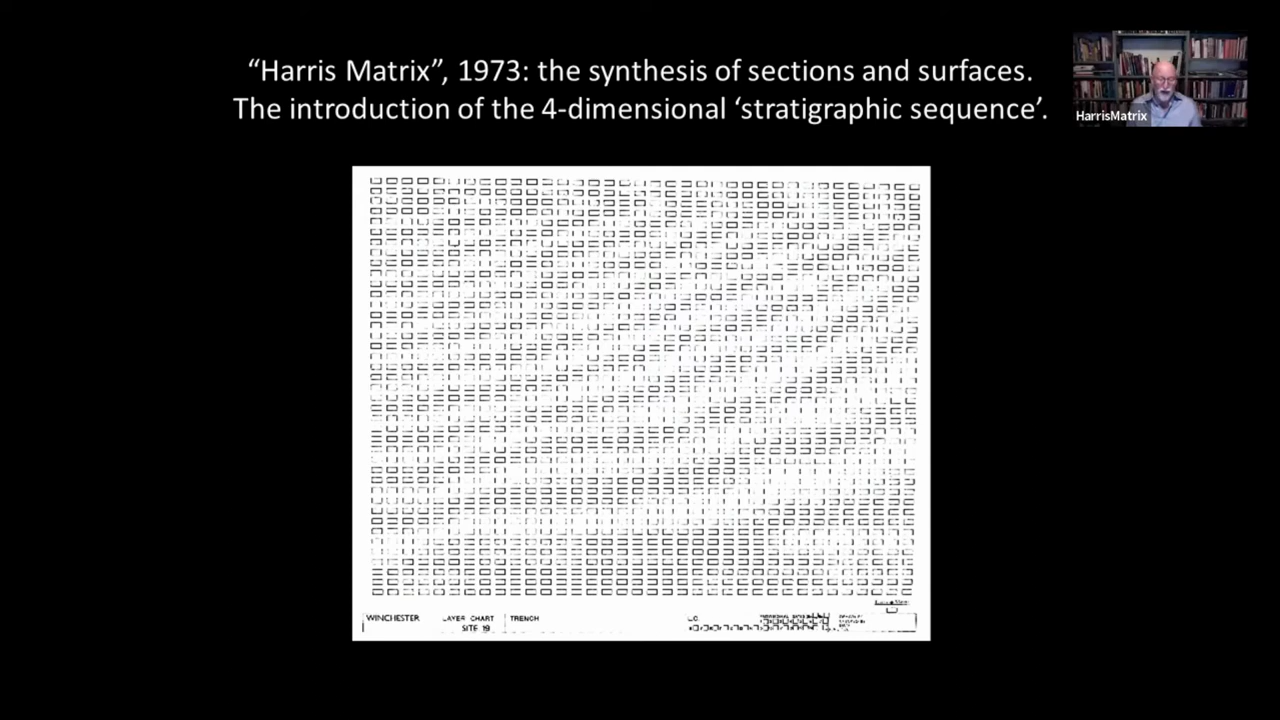 “Harris Matrix”, 1973: the synthesis of sections and surfaces.
The introduction of the 4-dimensional ‘stratigraphic sequence’.
HarrisMatrix
WINCHESTER
LAYER CHART
SITE 19
TRENCH